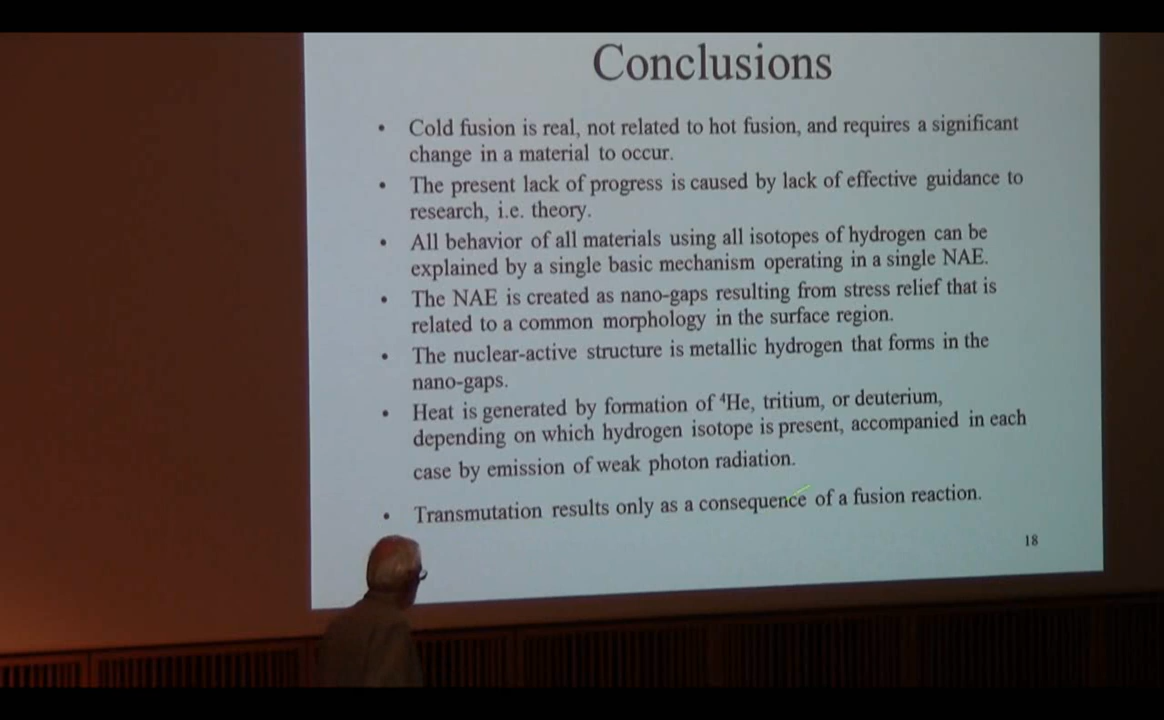 Conclusions
• Cold fusion is real, not related to hot fusion, and requires a significant
change in a material to occur.
• The present lack of progress is caused by lack of effective guidance to
research, i.e. theory.
• All behavior of all materials using all isotopes of hydrogen can be
explained by a single basic mechanism operating in a single NAE.
• The NAE is created as nano-gaps resulting from stress relief that is
related to a common morphology in the surface region.
• The nuclear-active structure is metallic hydrogen that forms in the
nano-gaps.
• Heat is generated by formation of ⁴He, tritium, or deuterium,
depending on which hydrogen isotope is present, accompanied in each
case by emission of weak photon radiation.
• Transmutation results only as a consequence of a fusion reaction.
18